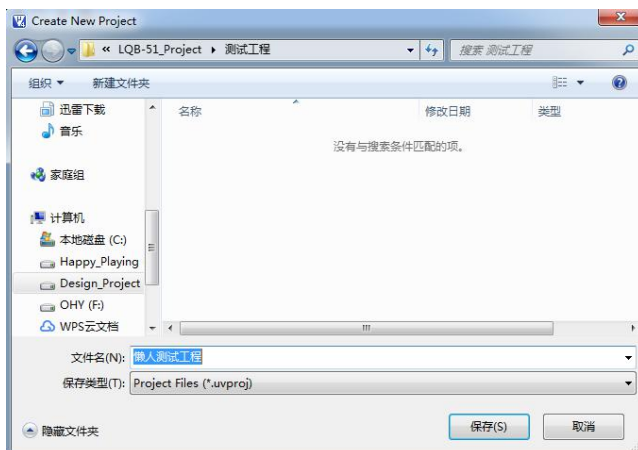 Create New Project
« LQB-51_Project ▸ 测试工程
搜索 测试工程
组织 ▼ 新建文件夹
迅雷下载
音乐
家庭组
计算机
本地磁盘 (C:)
Happy_Playing
Design_Project
OHY (F:)
WPS云文档
名称 修改日期 类型
没有与搜索条件匹配的项。
文件名(N): 懒人测试工程
保存类型(T): Project Files (*.uvproj)
隐藏文件夹 保存(S) 取消